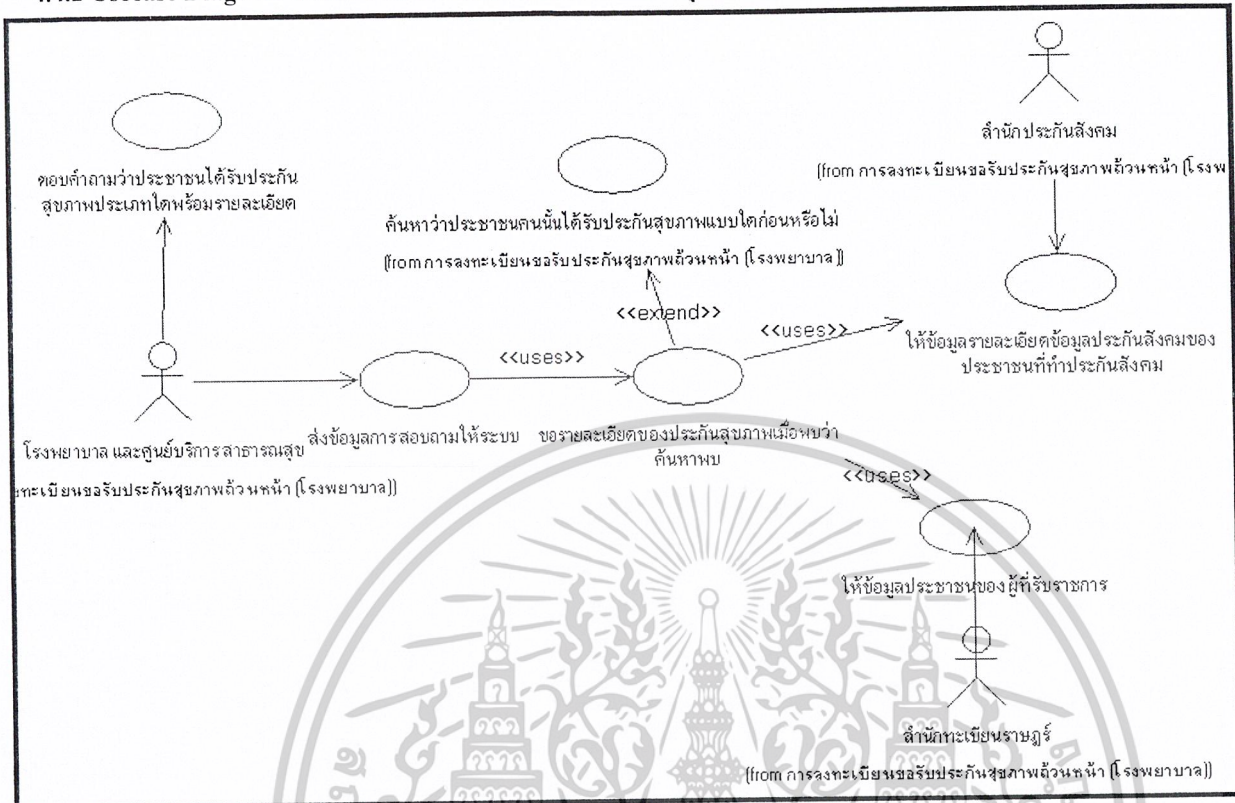 ตอบคำถามว่าประชาชนได้รับประกัน
สุขภาพประเภทใดพร้อมรายละเอียด
ค้นหาว่าประชาชนคนนั้นได้รับประกันสุขภาพแบบใดก่อนหรือไม่
(from การลงทะเบียนขอรับประกันสุขภาพถ้วนหน้า (โรงพยาบาล))
สำนักประกันสังคม
(from การลงทะเบียนขอรับประกันสุขภาพถ้วนหน้า (โรงพ
<<extend>>
<<uses>>
<<uses>>
ให้ข้อมูลรายละเอียดข้อมูลประกันสังคมของ
ประชาชนที่ทำประกันสังคม
โรงพยาบาล และศูนย์บริการสาธารณสุข
ทะเบียนขอรับประกันสุขภาพถ้วนหน้า (โรงพยาบาล))
ส่งข้อมูลการสอบถามให้ระบบ
ขอรายละเอียดของประกันสุขภาพเมื่อพบว่า
ค้นหาพบ
<<uses>>
ให้ข้อมูลประชาชนของผู้ที่รับราชการ
สำนักทะเบียนราษฎร์
(from การลงทะเบียนขอรับประกันสุขภาพถ้วนหน้า (โรงพยาบาล))